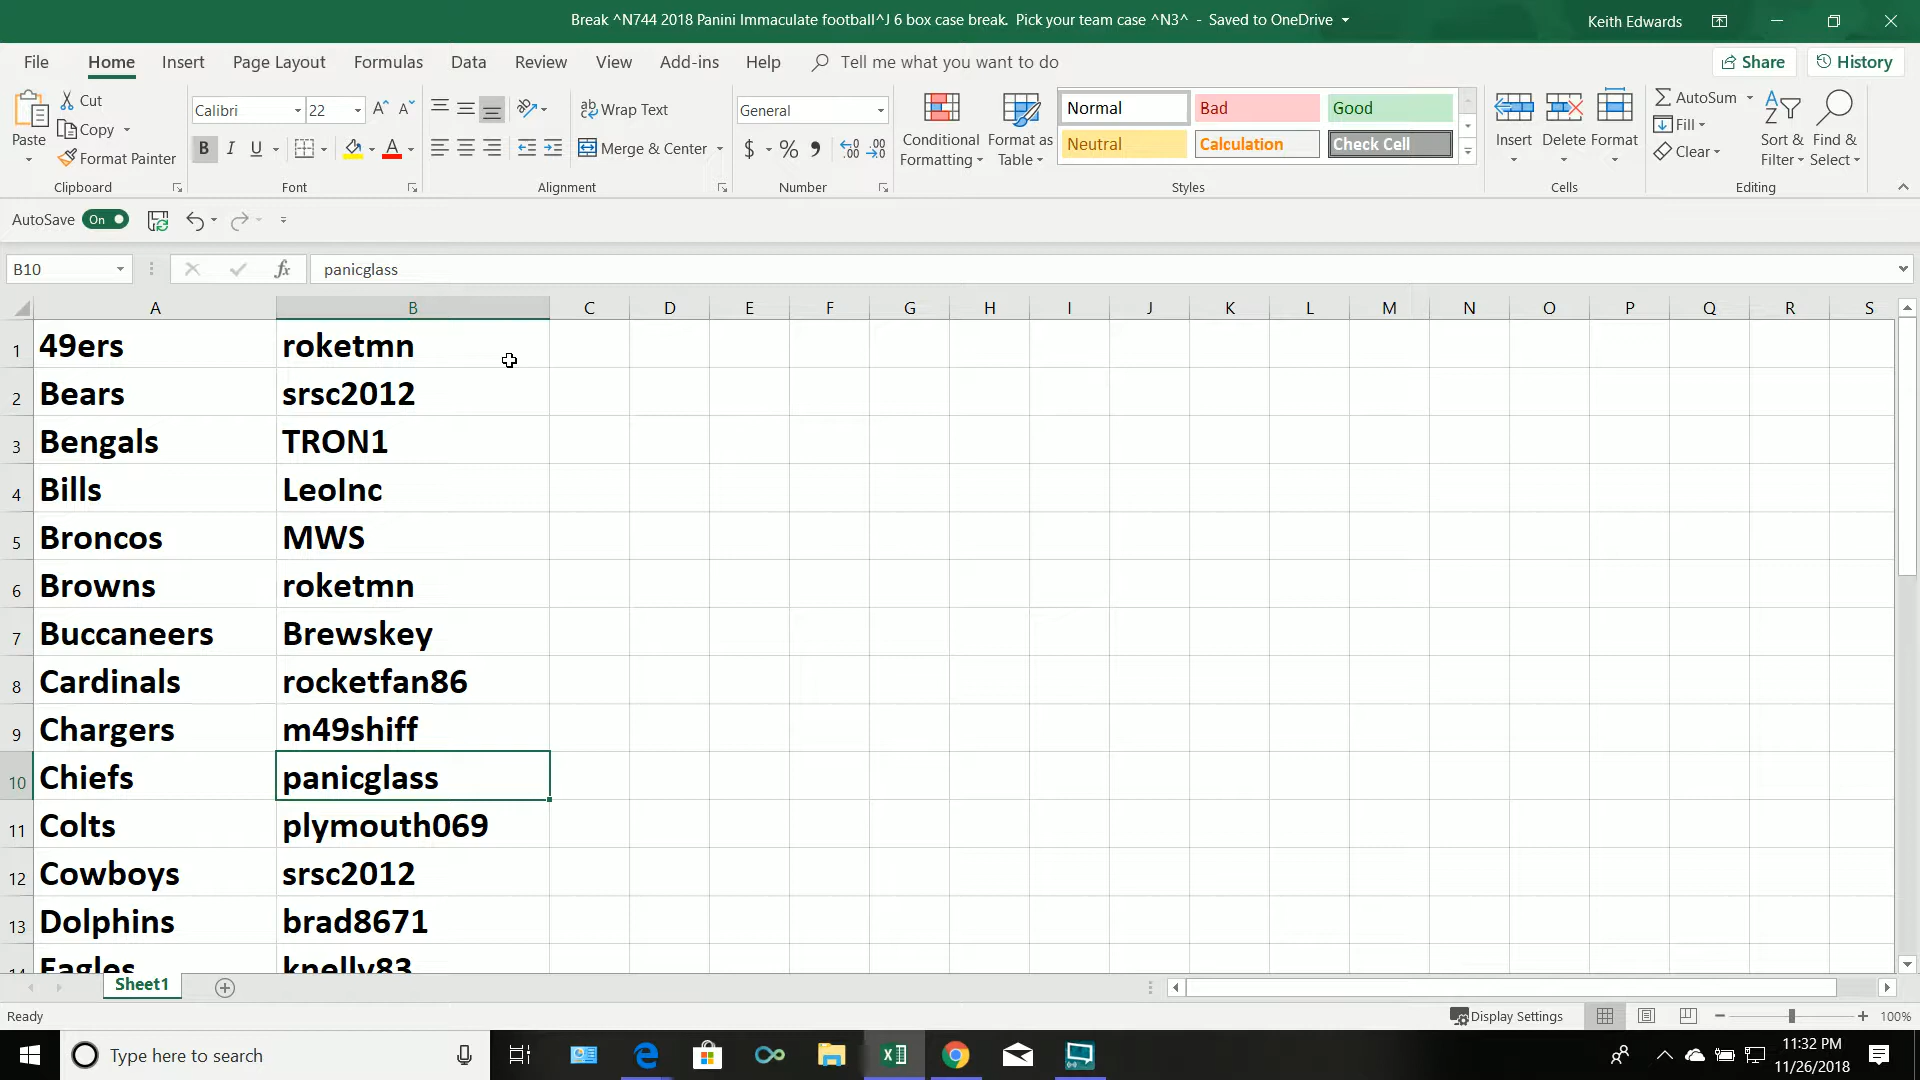 Break ^N744 2018 Panini Immaculate football^J 6 box case break. Pick your team case ^N3^ - Saved to OneDrive
Keith Edwards
File Home Insert Page Layout Formulas Data Review View Add-ins Help Tell me what you want to do Share History
Paste Cut Copy Format Painter Clipboard
Calibri 22 A A B I U A Font
Wrap Text Merge & Center Alignment
General $ % , .00 .00 Number
Conditional Formatting Format as Table
Normal Bad Good
Neutral Calculation Check Cell
Styles
Insert Delete Format Cells
AutoSum Fill Clear Sort & Filter Find & Select Editing
AutoSave On
B10 fx panicglass
A B C D E F G H I J K L M N O P Q R S
1 49ers roketmn
2 Bears srsc2012
3 Bengals TRON1
4 Bills LeoInc
5 Broncos MWS
6 Browns roketmn
7 Buccaneers Brewskey
8 Cardinals rocketfan86
9 Chargers m49shiff
10 Chiefs panicglass
11 Colts plymouth069
12 Cowboys srsc2012
13 Dolphins brad8671
14 Eagles knelly83
Sheet1
Ready Display Settings 100%
Type here to search
11:32 PM
11/26/2018